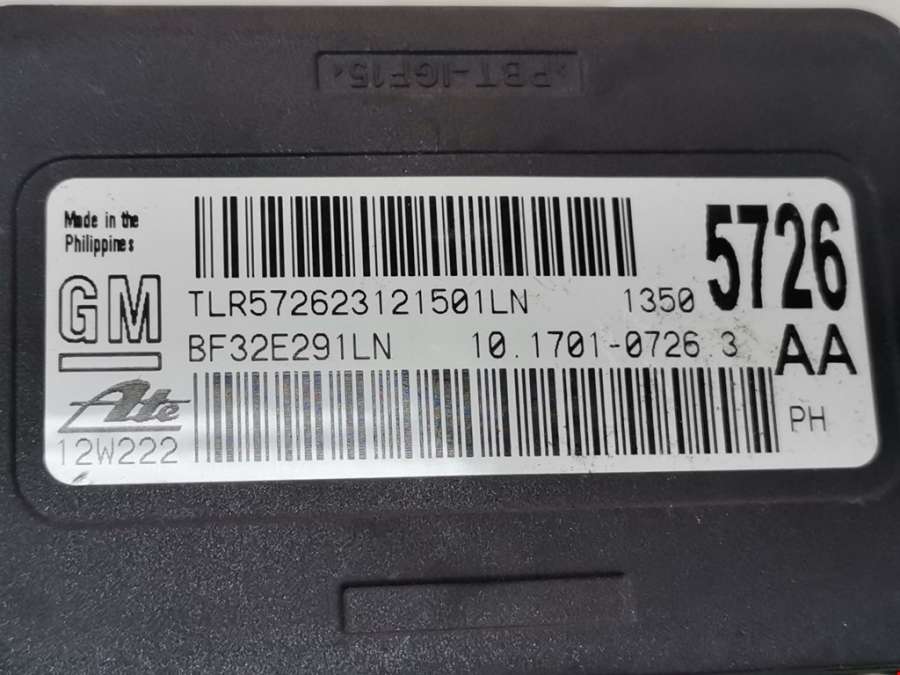 >PBT-IGF15<
Made in the
Philippines
GM
TLR572623121501LN 1350
5726
BF32E291LN 10.1701-0726 3
AA
Ate
12W222
PH